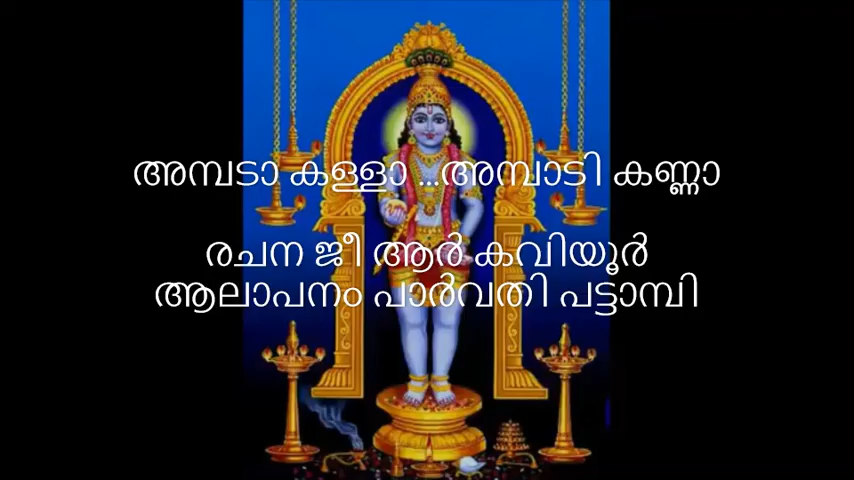 അമ്പടാ കള്ളാ ...അമ്പാടി കണ്ണാ
രചന ജീ ആർ കവിയൂർ
ആലാപനം പാർവതി പട്ടാമ്പി